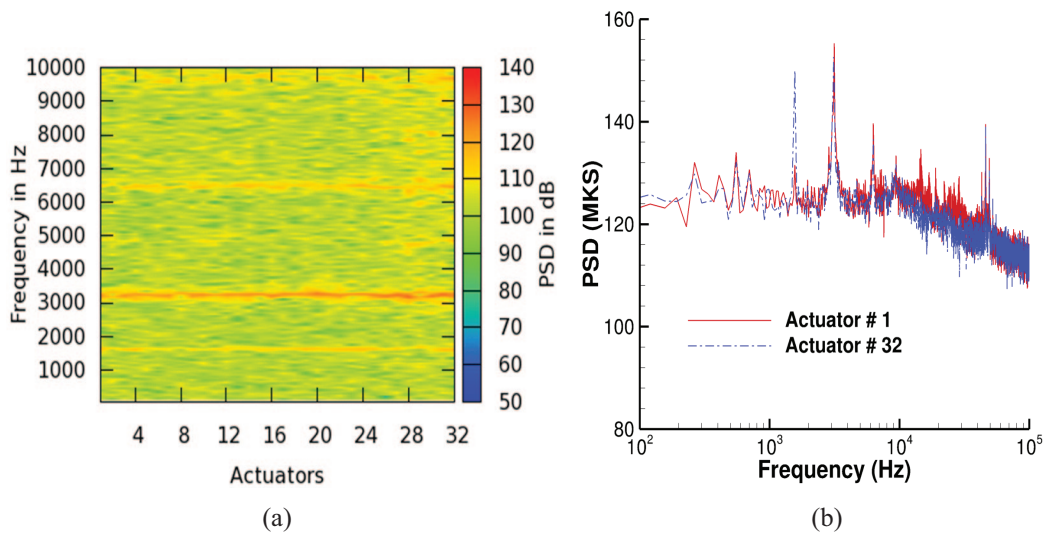 10000
9000
8000
7000
6000
5000
4000
3000
2000
1000
Frequency in Hz
4 8 12 16 20 24 28 32
Actuators
140
130
120
110
100
90
80
70
60
50
PSD in dB
(a)
160
140
120
100
80
PSD (MKS)
Actuator # 1
Actuator # 32
10² 10³ 10⁴ 10⁵
Frequency (Hz)
(b)